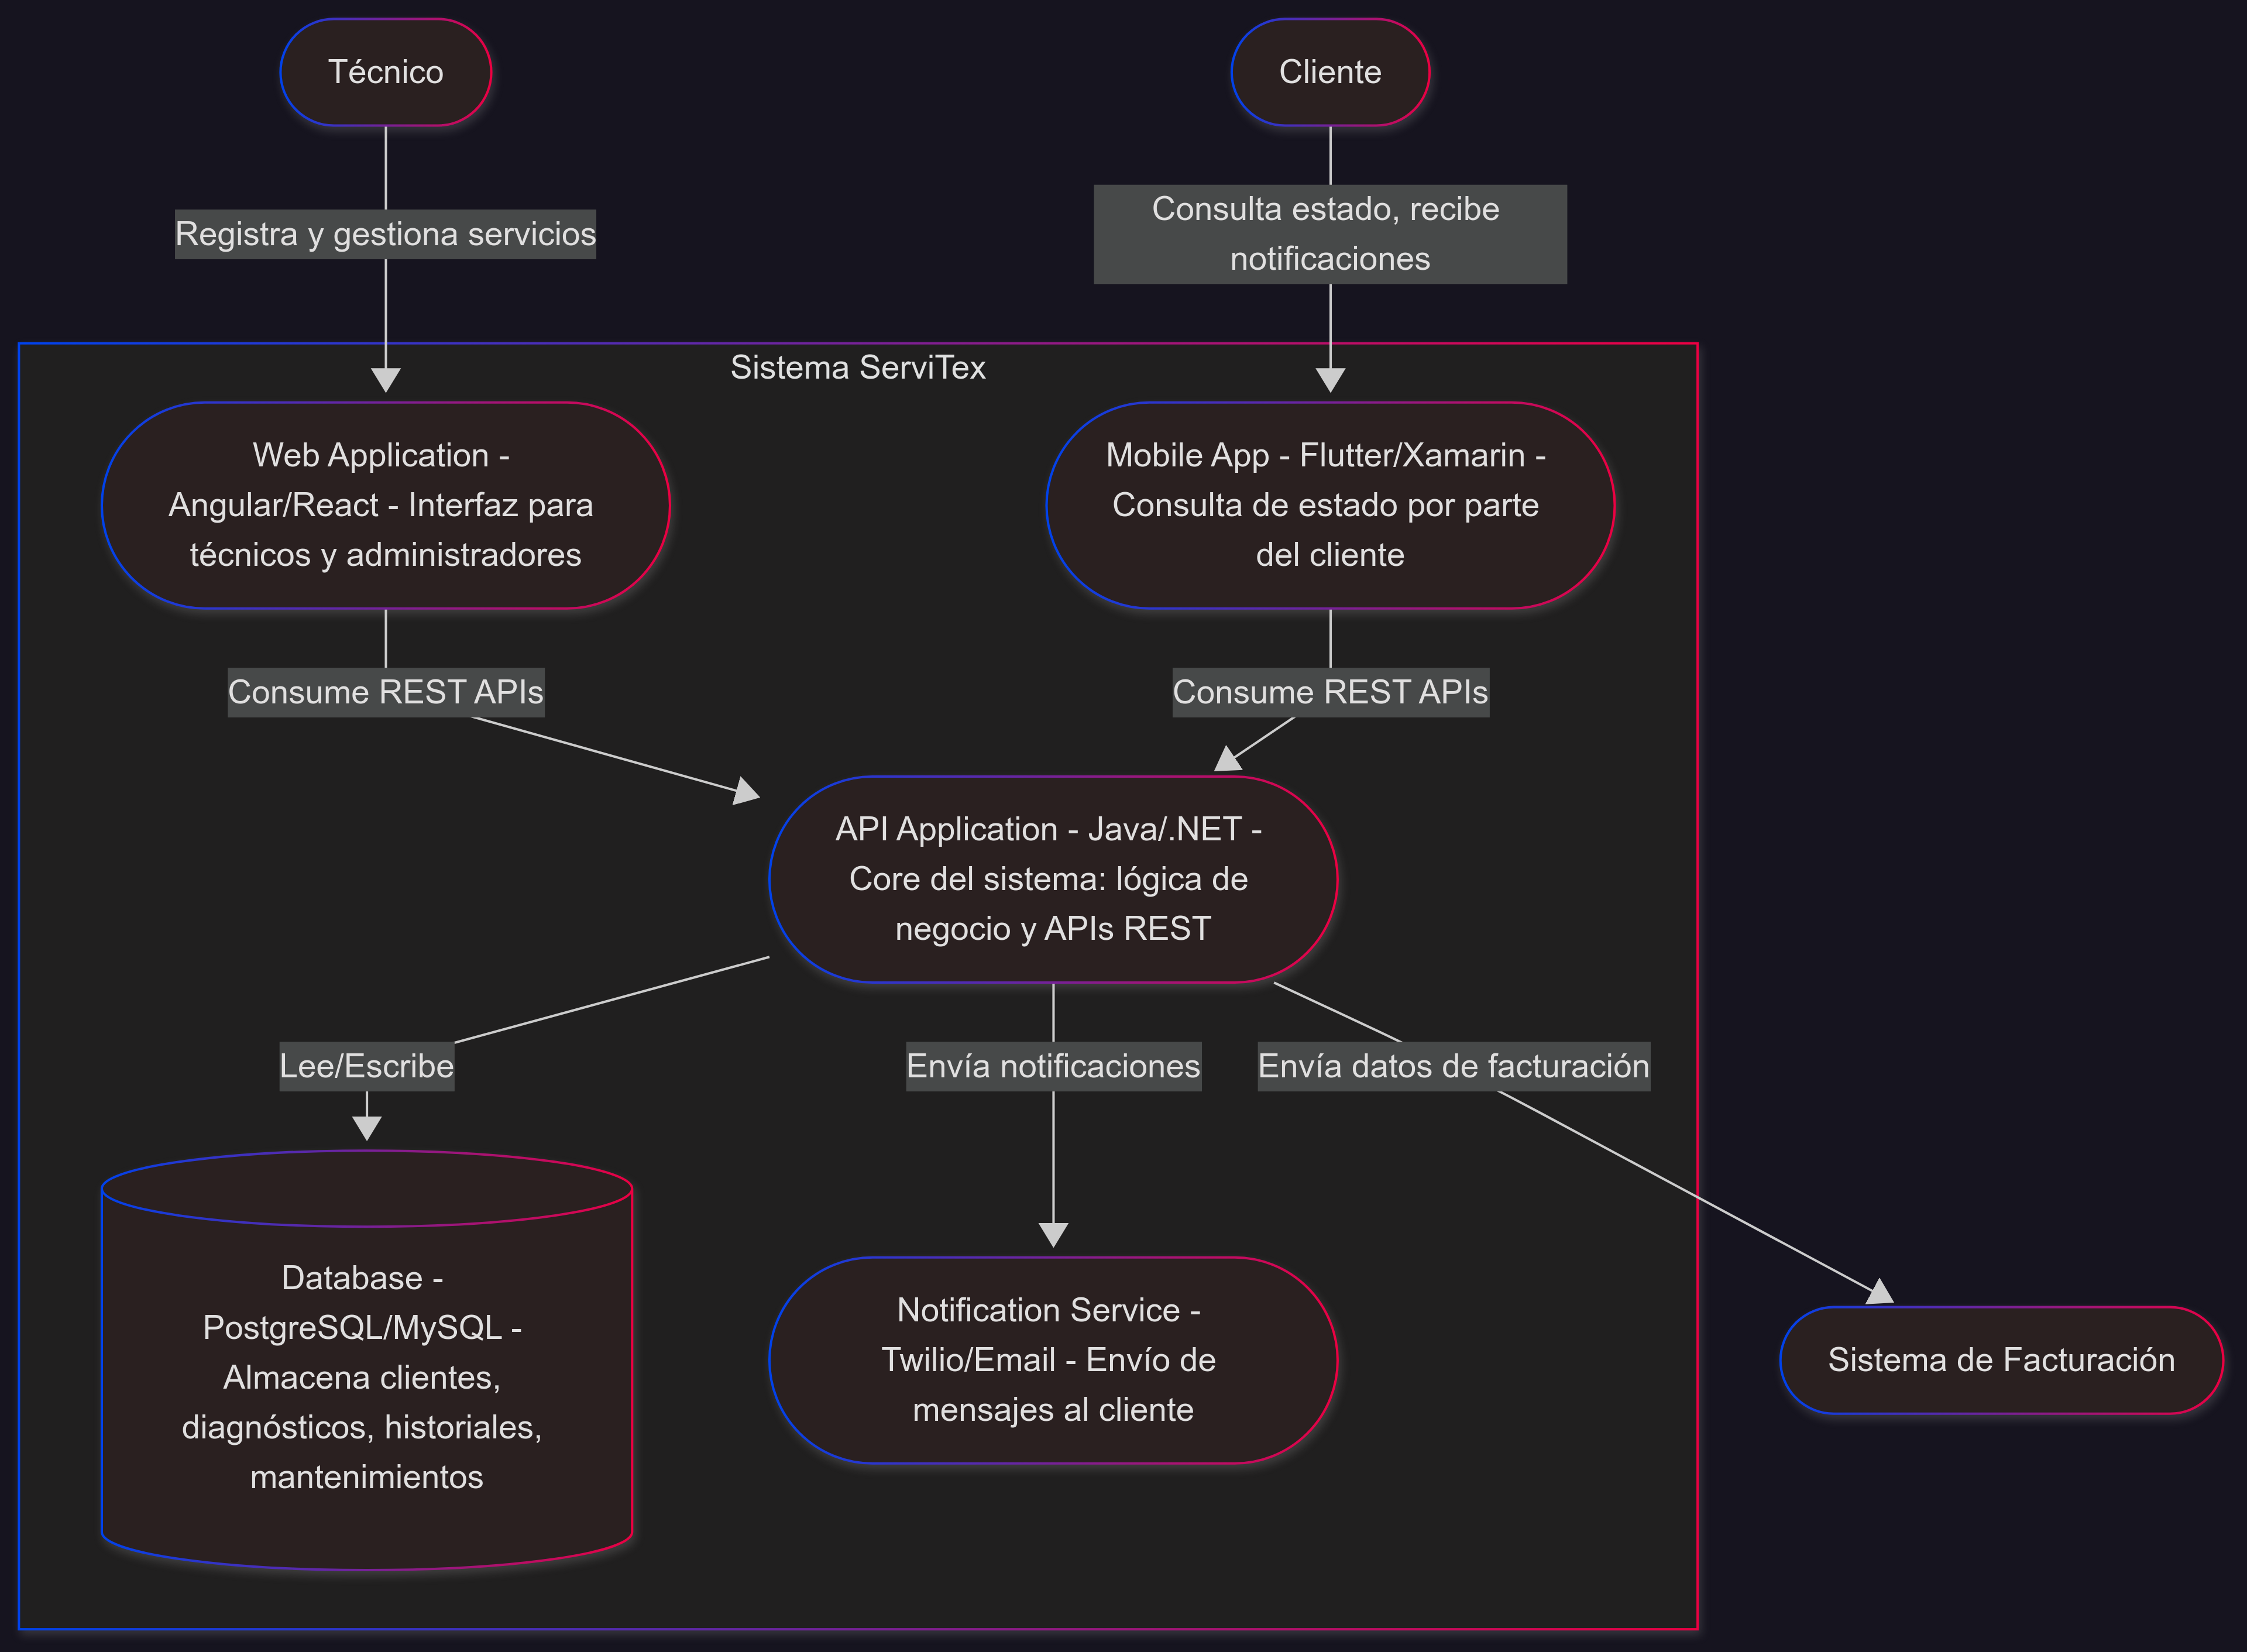 Técnico
Cliente
Registra y gestiona servicios
Consulta estado, recibe
notificaciones
Sistema ServiTex
Web Application -
Angular/React - Interfaz para
técnicos y administradores
Mobile App - Flutter/Xamarin -
Consulta de estado por parte
del cliente
Consume REST APIs
Consume REST APIs
API Application - Java/.NET -
Core del sistema: lógica de
negocio y APIs REST
Lee/Escribe
Envía notificaciones
Envía datos de facturación
Database -
PostgreSQL/MySQL -
Almacena clientes,
diagnósticos, historiales,
mantenimientos
Notification Service -
Twilio/Email - Envío de
mensajes al cliente
Sistema de Facturación